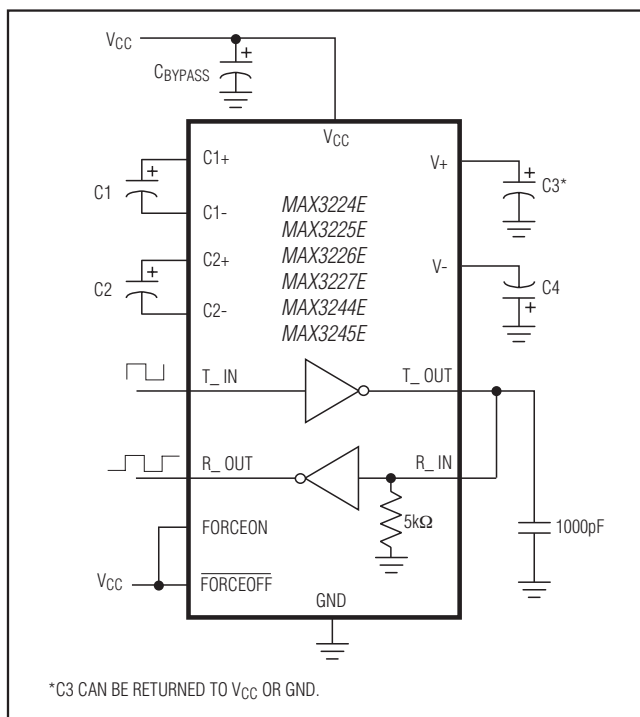 VCC
CBYPASS
+
VCC
C1+
C1-
C2+
C2-
C1
+
C2
+
MAX3224E
MAX3225E
MAX3226E
MAX3227E
MAX3244E
MAX3245E
V+
V-
+
C3*
C4
+
T_ IN
T_ OUT
R_ OUT
R_ IN
5kΩ
1000pF
FORCEON
VCC
FORCEOFF
GND
*C3 CAN BE RETURNED TO VCC OR GND.